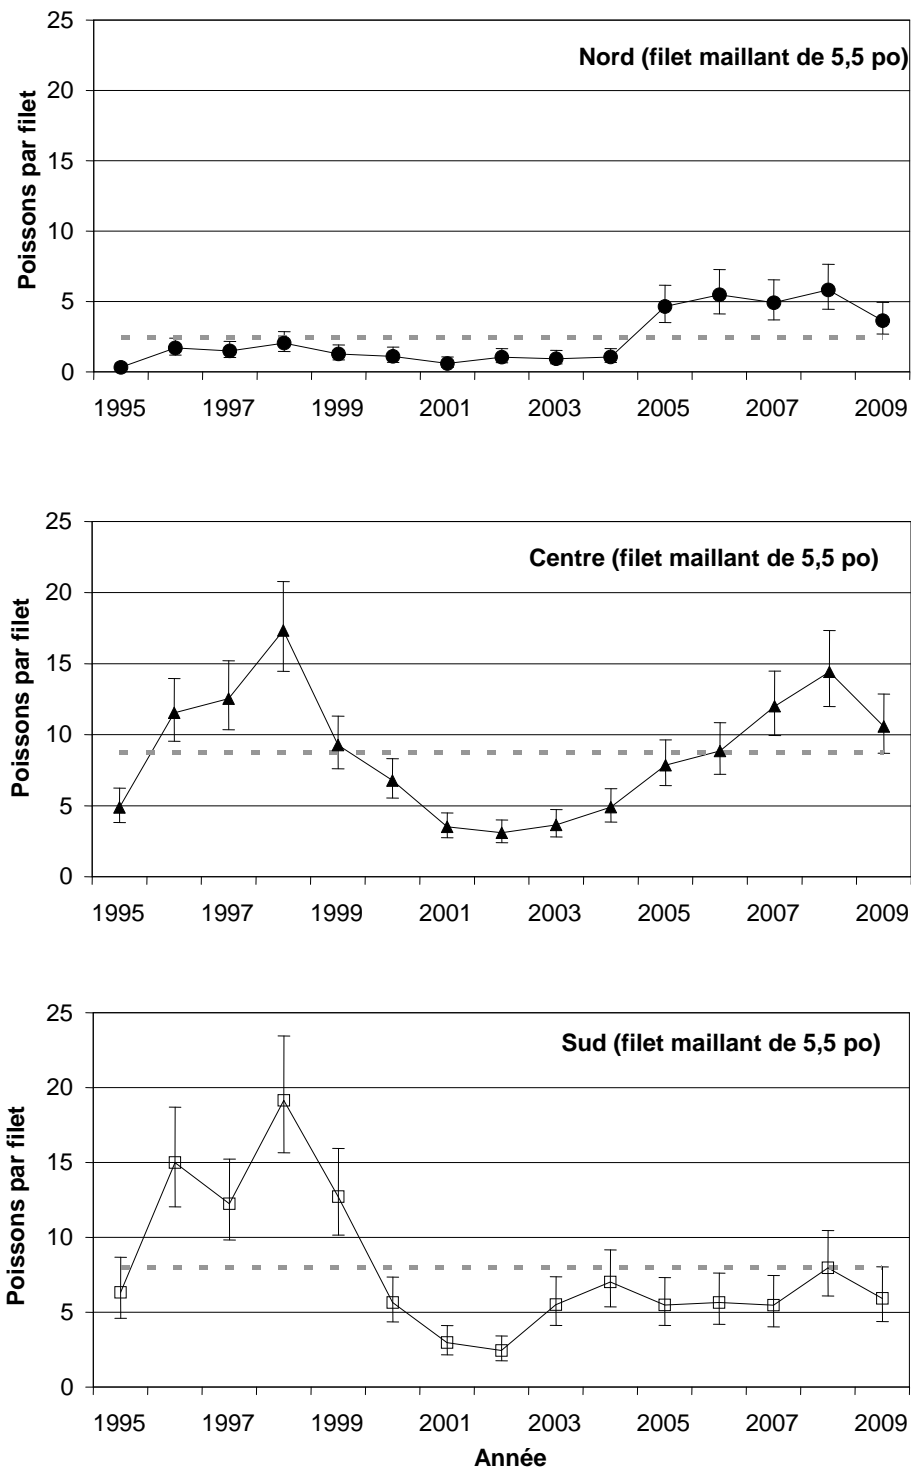 Nord (filet maillant de 5,5 po)
Poissons par filet
25
20
15
10
5
0
1995 1997 1999 2001 2003 2005 2007 2009
Centre (filet maillant de 5,5 po)
Poissons par filet
25
20
15
10
5
0
1995 1997 1999 2001 2003 2005 2007 2009
Sud (filet maillant de 5,5 po)
Poissons par filet
25
20
15
10
5
0
1995 1997 1999 2001 2003 2005 2007 2009
Année